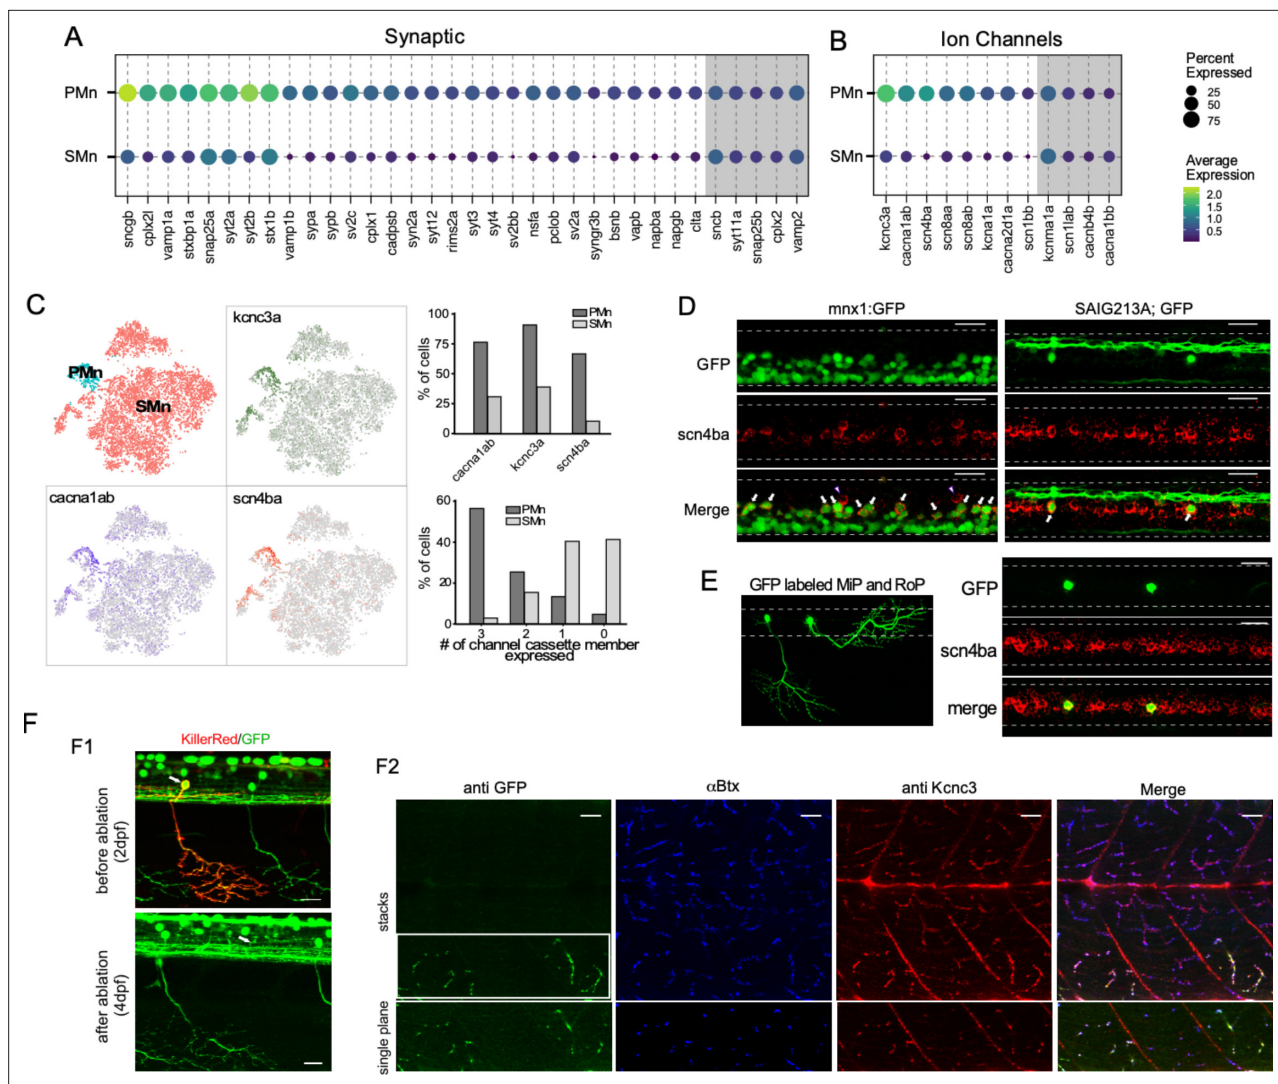 A
Synaptic
PMn
SMn
sncgb
cplx2l
vamp1a
stxbp1a
snap25a
syt2a
syt2b
stx1b
vamp1b
sypa
sypb
sv2c
cplx1
cadpsb
syn2a
syt12
rims2a
syt3
syt4
sv2bb
nsfa
pclob
sv2a
syngr3b
bsnb
vapb
napba
napgb
clta
sncb
syt11a
snap25b
cplx2
vamp2
B
Ion Channels
PMn
SMn
kcnc3a
cacna1ab
scn4ba
scn8aa
scn8ab
kcna1a
cacna2d1a
scn1bb
kcnma1a
scn1lab
cacnb4b
cacna1bb
Percent
Expressed
25
50
75
Average
Expression
2.0
1.5
1.0
0.5
C
PMn
SMn
kcnc3a
cacna1ab
scn4ba
% of cells
100
75
50
25
0
PMn
SMn
cacna1ab
kcnc3a
scn4ba
% of cells
60
40
20
0
PMn
SMn
3 2 1 0
# of channel cassette member
expressed
D
mnx1:GFP
SAIG213A; GFP
GFP
scn4ba
Merge
E
GFP labeled MiP and RoP
GFP
scn4ba
merge
F
F1
KillerRed/GFP
before ablation
(2dpf)
after ablation
(4dpf)
F2
anti GFP
αBtx
anti Kcnc3
Merge
stacks
single plane